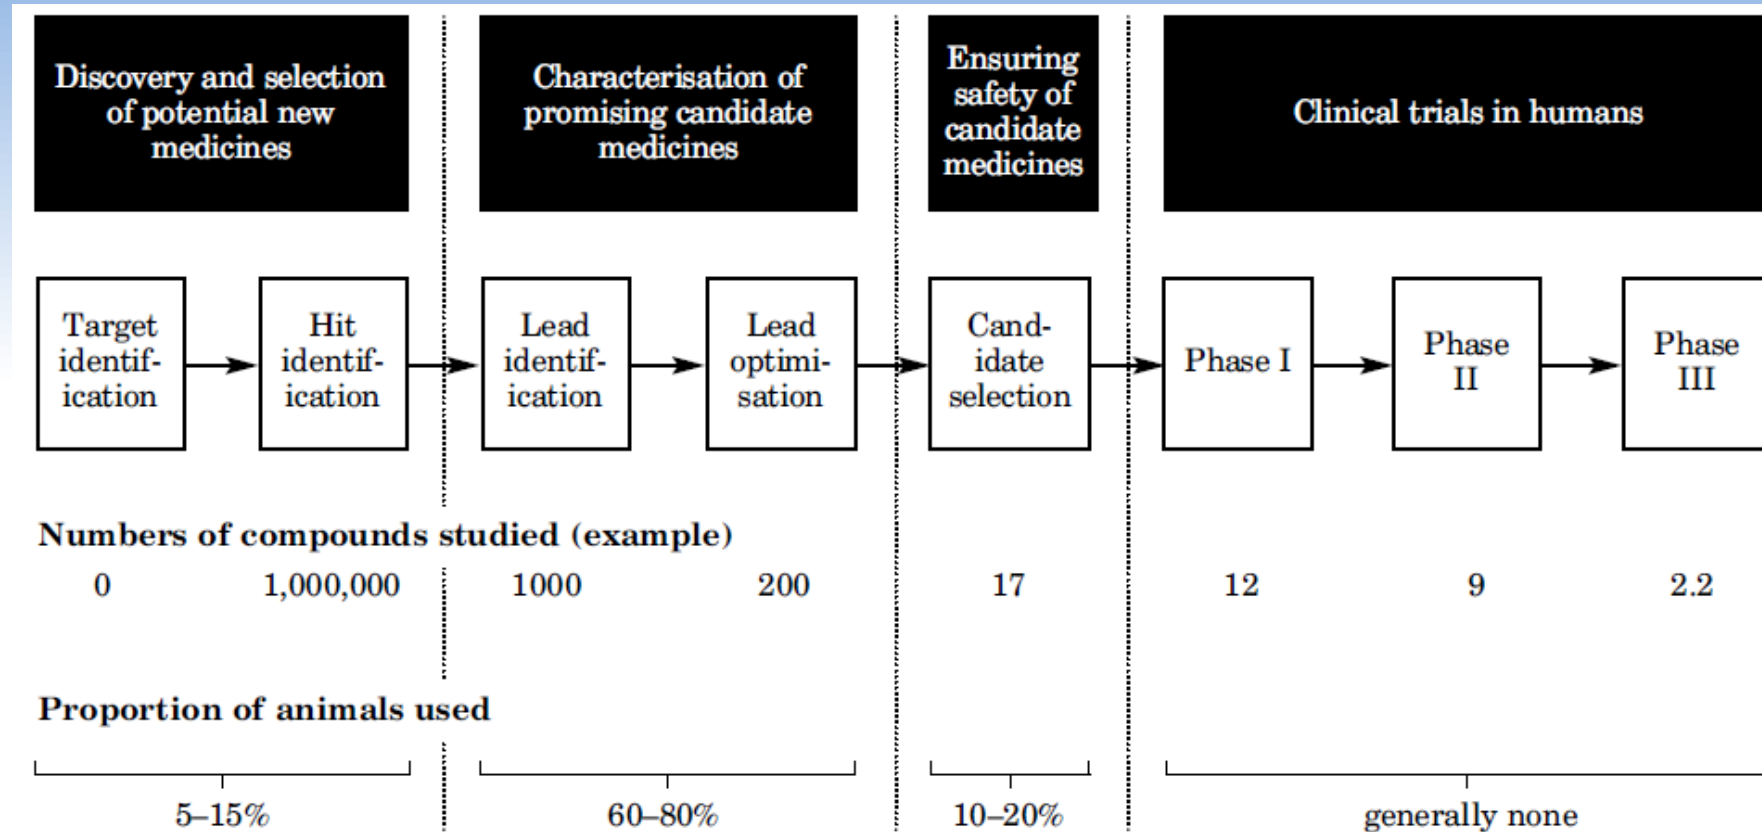 Discovery and selection
of potential new
medicines
Characterisation of
promising candidate
medicines
Ensuring
safety of
candidate
medicines
Clinical trials in humans
Target
identif-
ication
Hit
identif-
ication
Lead
identif-
ication
Lead
optimi-
sation
Cand-
idate
selection
Phase I
Phase
II
Phase
III
Numbers of compounds studied (example)
0 1,000,000 1000 200 17 12 9 2.2
Proportion of animals used
5–15% 60–80% 10–20% generally none